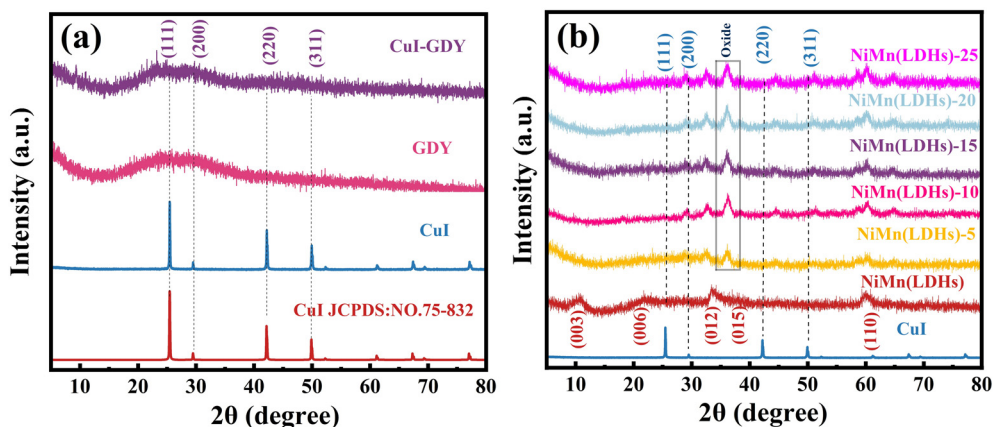 (a)
(111)
(200)
(220)
(311)
CuI-GDY
GDY
CuI
CuI JCPDS:NO.75-832
Intensity (a.u.)
10 20 30 40 50 60 70 80
2θ (degree)
(b)
(111)
(200)
Oxide
(220)
(311)
NiMn(LDHs)-25
NiMn(LDHs)-20
NiMn(LDHs)-15
NiMn(LDHs)-10
NiMn(LDHs)-5
NiMn(LDHs)
(003)
(006)
(012)
(015)
(110)
CuI
Intensity (a.u.)
10 20 30 40 50 60 70 80
2θ (degree)